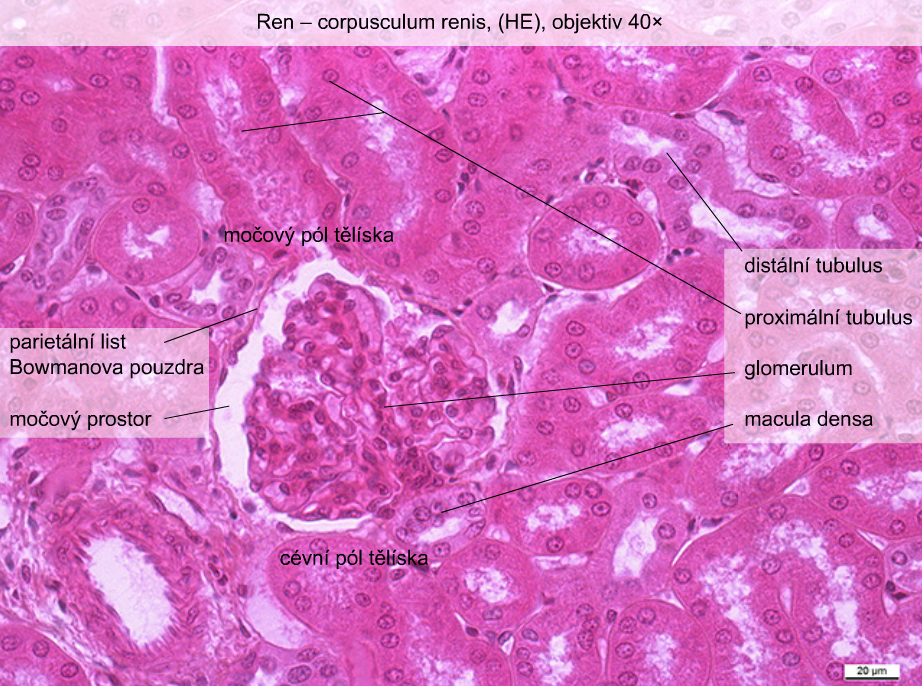 Ren – corpusculum renis, (HE), objektiv 40×
močový pól tělíska
distální tubulus
proximální tubulus
parietální list
Bowmanova pouzdra
glomerulum
močový prostor
macula densa
cévní pól tělíska
20 µm